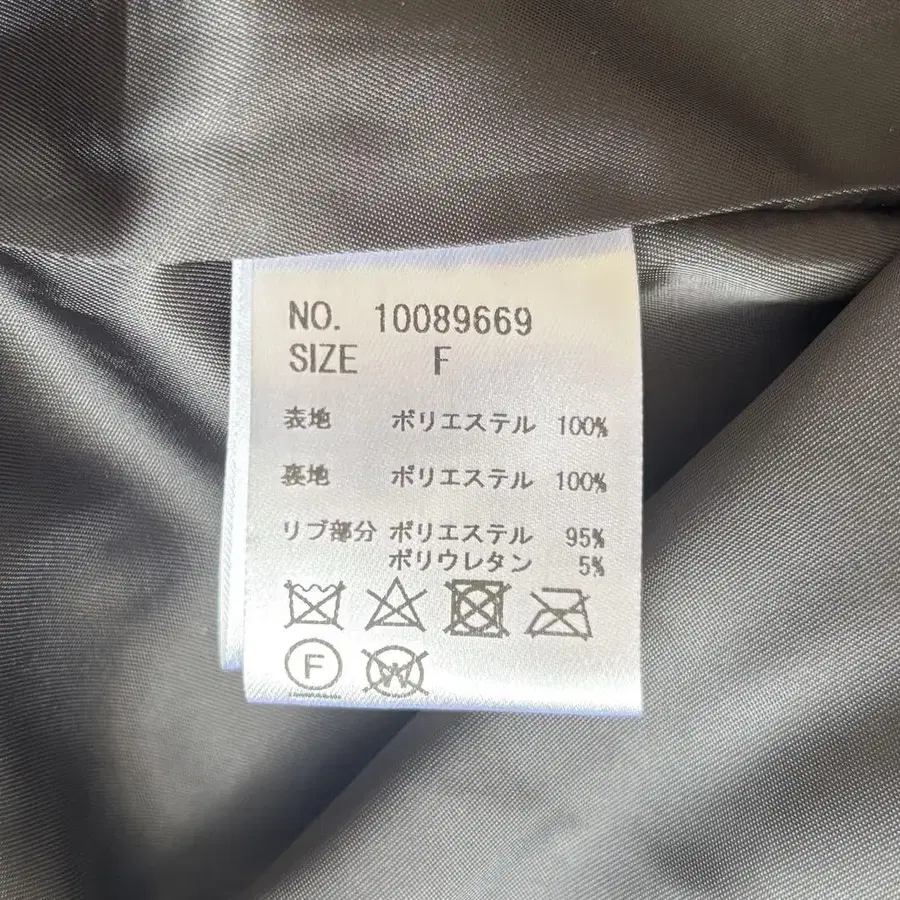 NO. 10089669
SIZE F
表地 ポリエステル 100%
裏地 ポリエステル 100%
リブ部分 ポリエステル 95%
ポリウレタン 5%
F W